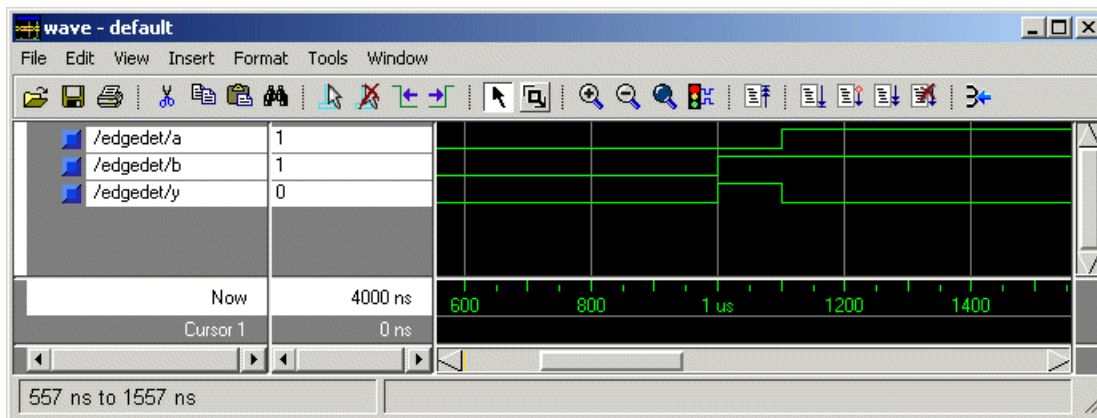 wave - default
File Edit View Insert Format Tools Window
/edgedet/a 1
/edgedet/b 1
/edgedet/y 0
Now 4000 ns 600 800 1 us 1200 1400
Cursor 1 0 ns
557 ns to 1557 ns